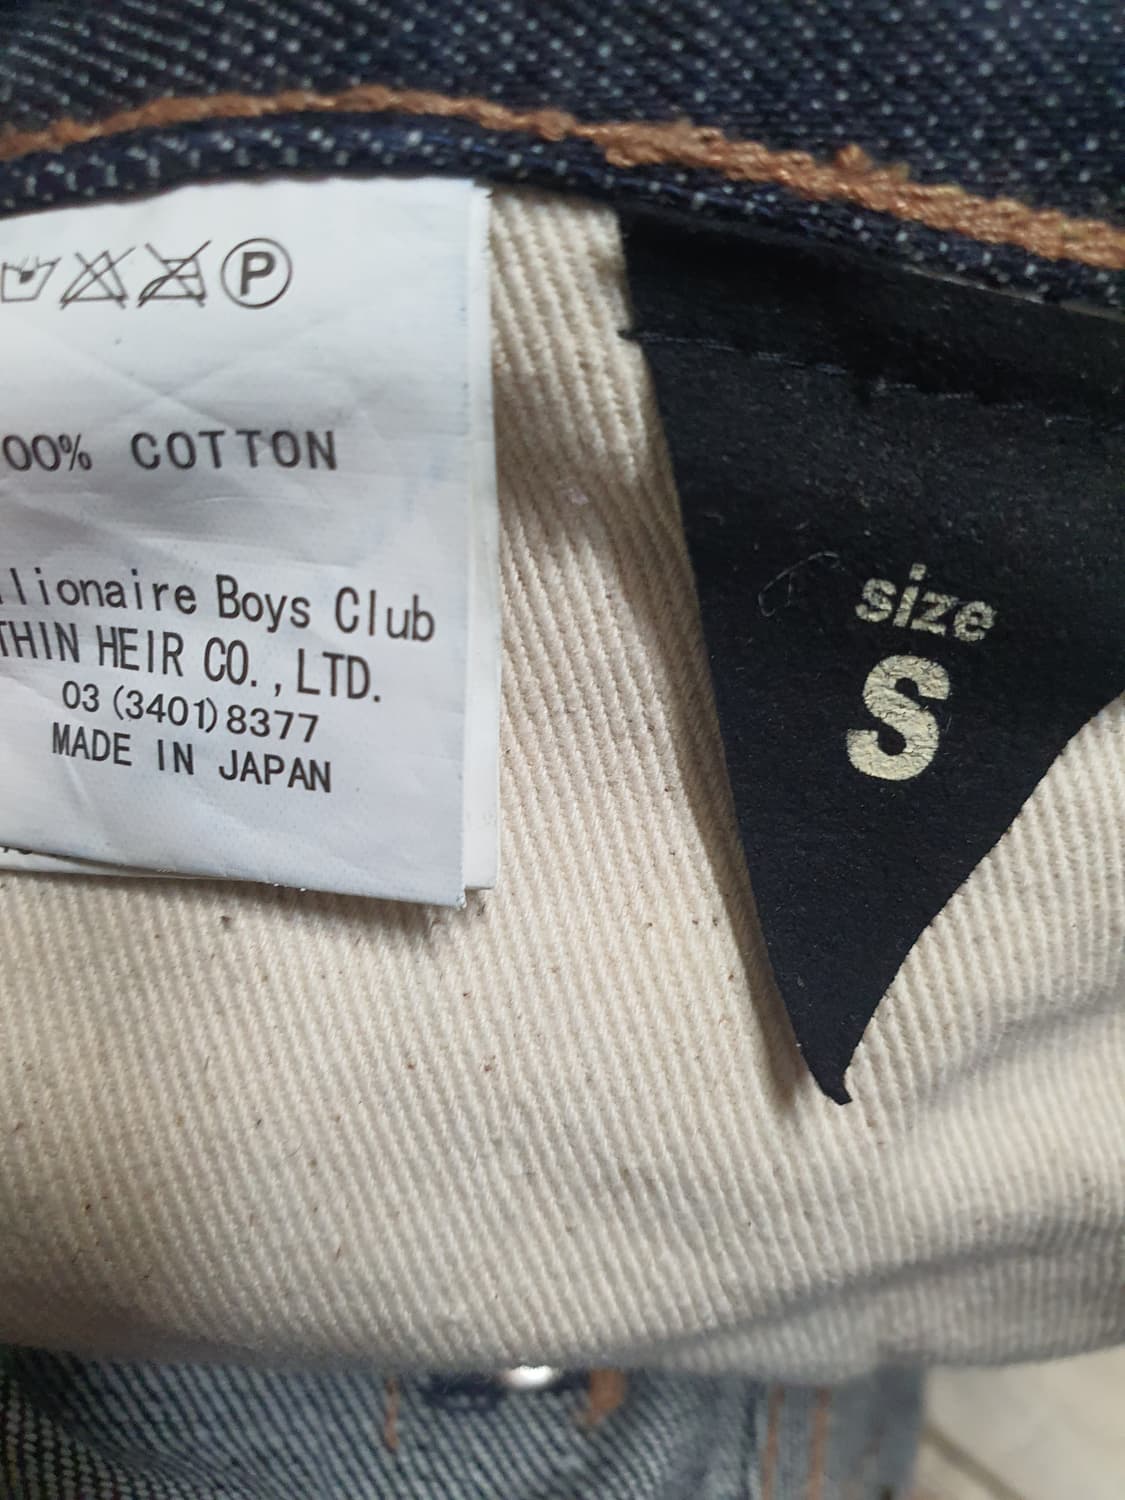 P
00% COTTON
llionaire Boys Club
THIN HEIR CO.,LTD.
03(3401)8377
MADE IN JAPAN
size
S